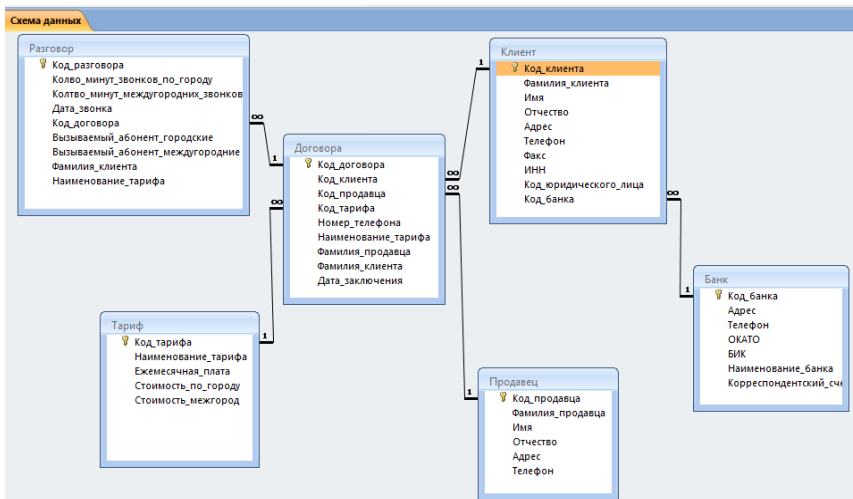 Схема данных
Разговор
Код_разговора
Колво_минут_звонков_по_городу
Колтво_минут_междугородних_звонков
Дата_звонка
Код_договора
Вызываемый_абонент_городские
Вызываемый_абонент_междугородние
Фамилия_клиента
Наименование_тарифа
∞
1
Договора
Код_договора
Код_клиента
Код_продавца
Код_тарифа
Номер_телефона
Наименование_тарифа
Фамилия_продавца
Фамилия_клиента
Дата_заключения
∞
∞
∞
Клиент
1
Код_клиента
Фамилия_клиента
Имя
Отчество
Адрес
Телефон
Факс
ИНН
Код_юридического_лица
Код_банка
∞
Банк
1
Код_банка
Адрес
Телефон
ОКАТО
БИК
Наименование_банка
Корреспондентский_сче
Тариф
Код_тарифа
1
Наименование_тарифа
Ежемесячная_плата
Стоимость_по_городу
Стоимость_межгород
Продавец
1
Код_продавца
Фамилия_продавца
Имя
Отчество
Адрес
Телефон